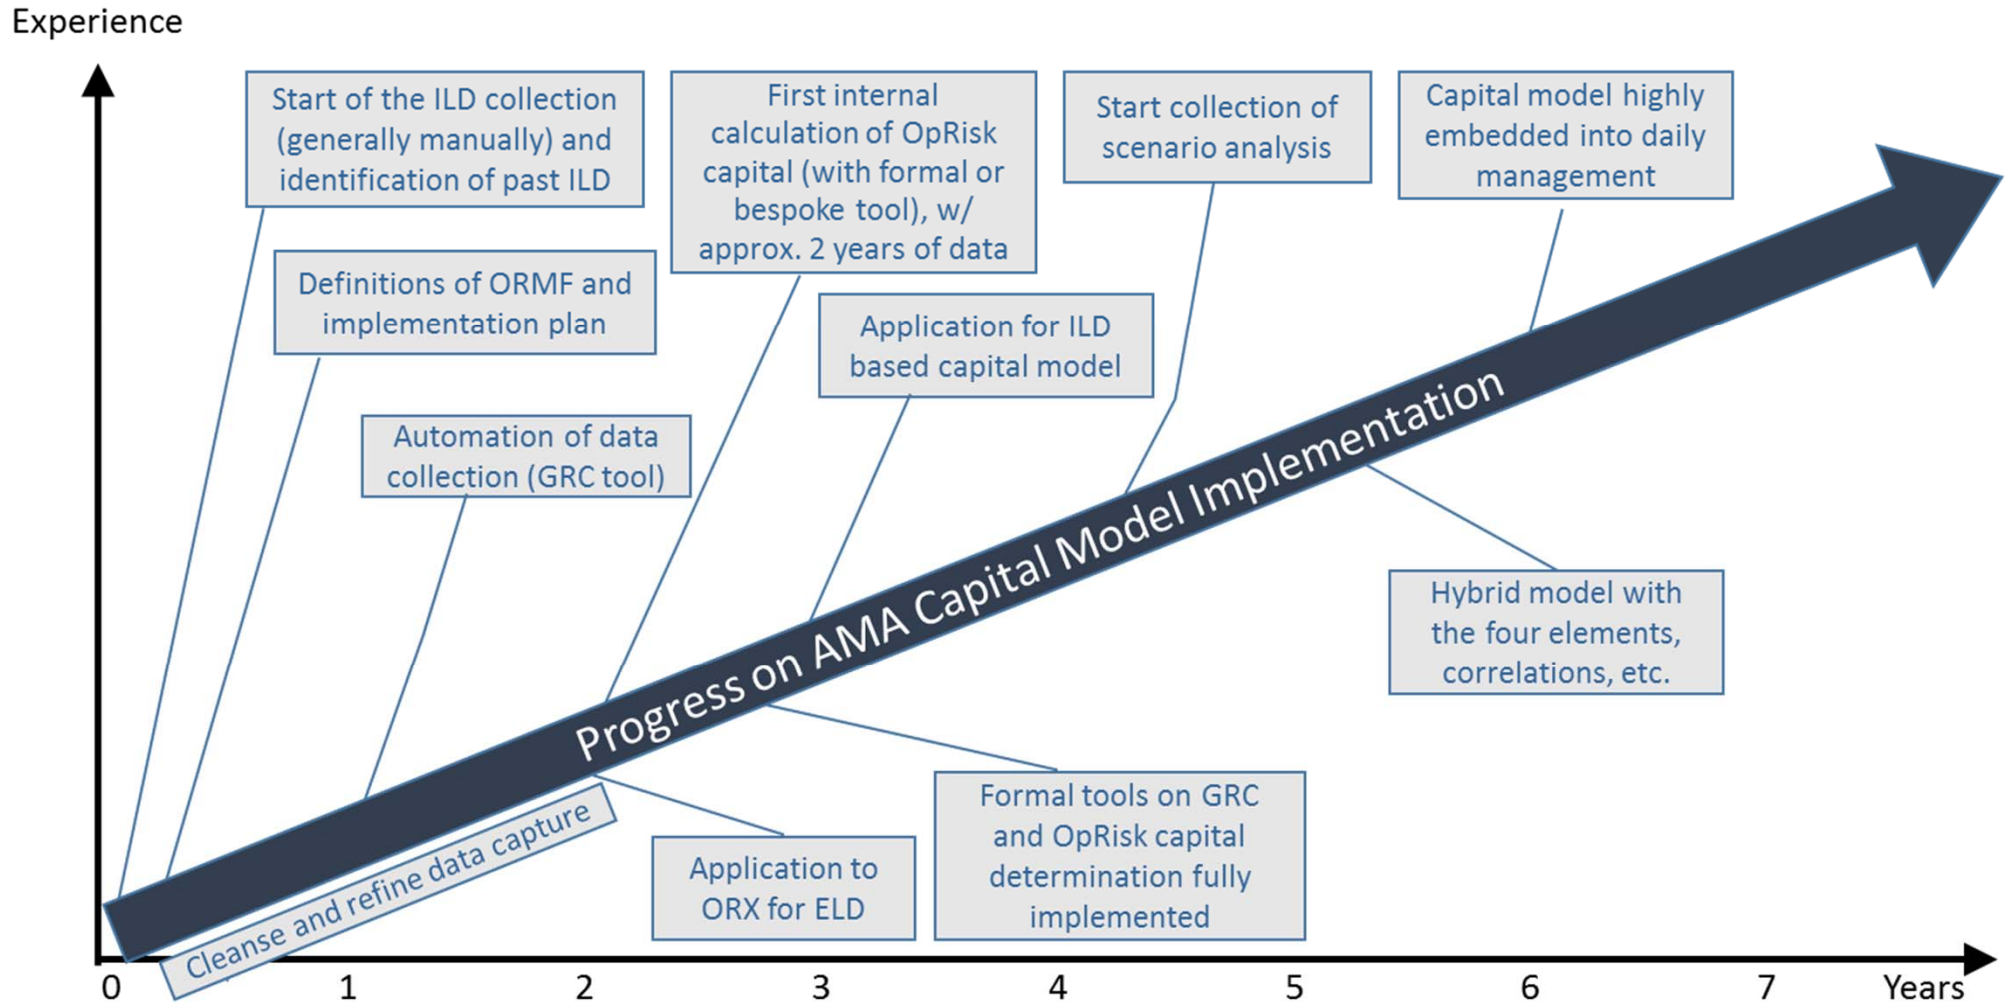 Experience
Start of the ILD collection
(generally manually) and
identification of past ILD
First internal
calculation of OpRisk
capital (with formal or
bespoke tool), w/
approx. 2 years of data
Start collection of
scenario analysis
Capital model highly
embedded into daily
management
Definitions of ORMF and
implementation plan
Application for ILD
based capital model
Automation of data
collection (GRC tool)
Progress on AMA Capital Model Implementation
Hybrid model with
the four elements,
correlations, etc.
Cleanse and refine data capture
Application to
ORX for ELD
Formal tools on GRC
and OpRisk capital
determination fully
implemented
0 1 2 3 4 5 6 7 Years